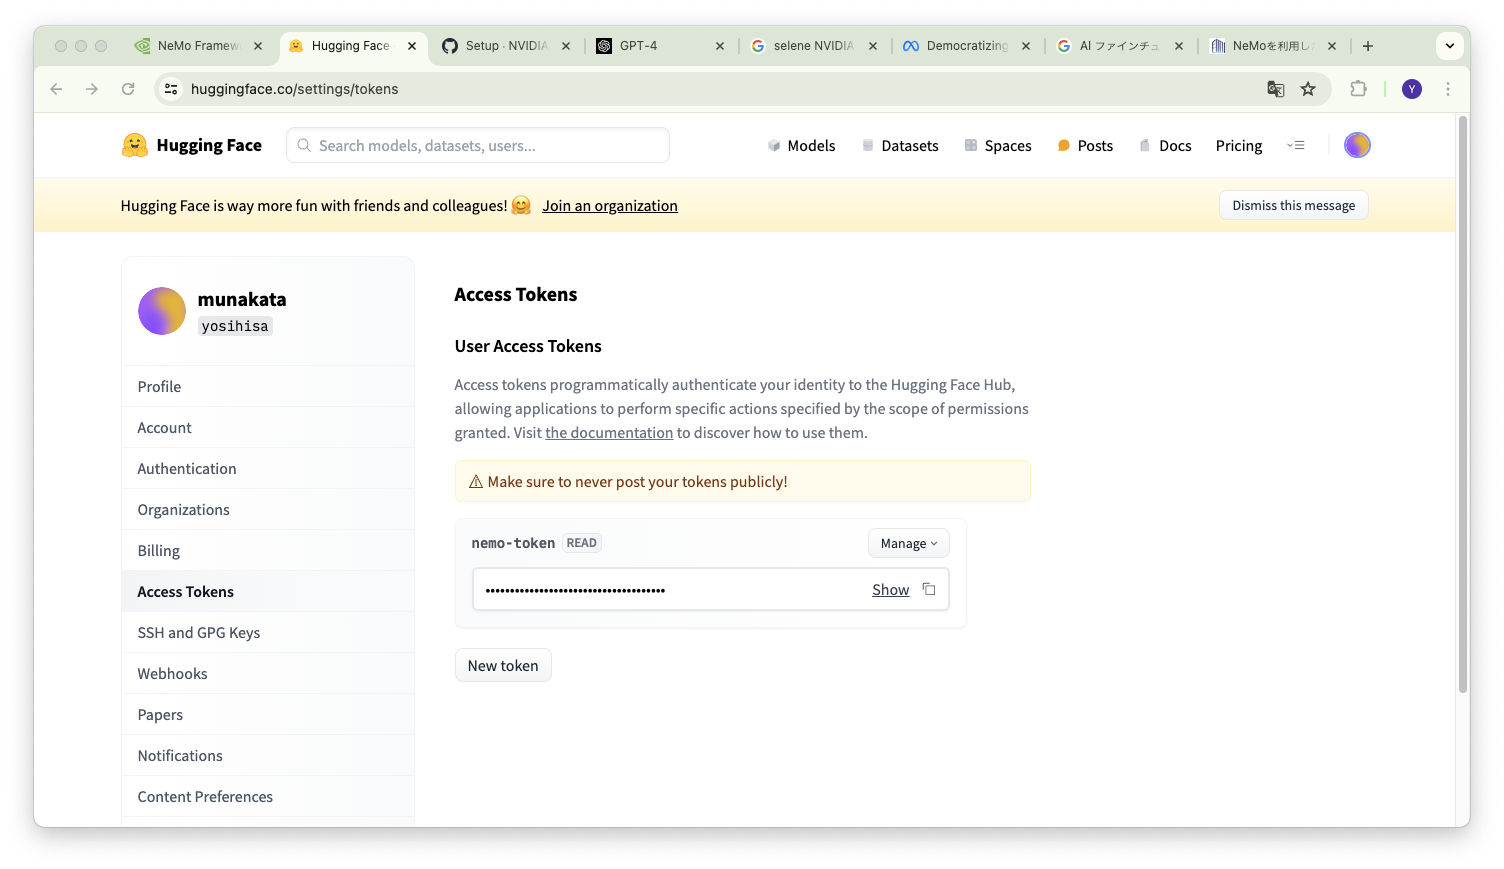 NeMo Framew
Hugging Face
Setup · NVIDIA
GPT-4
selene NVIDIA
Democratizing
AI ファインチュ
NeMoを利用し
huggingface.co/settings/tokens
Y
Hugging Face
Search models, datasets, users...
Models
Datasets
Spaces
Posts
Docs
Pricing
Hugging Face is way more fun with friends and colleagues! 🤗 Join an organization
Dismiss this message
munakata
yosihisa
Profile
Account
Authentication
Organizations
Billing
Access Tokens
SSH and GPG Keys
Webhooks
Papers
Notifications
Content Preferences
Access Tokens
User Access Tokens
Access tokens programmatically authenticate your identity to the Hugging Face Hub,
allowing applications to perform specific actions specified by the scope of permissions
granted. Visit the documentation to discover how to use them.
⚠ Make sure to never post your tokens publicly!
nemo-token READ
Manage
••••••••••••••••••••••••••••••••••••• Show
New token